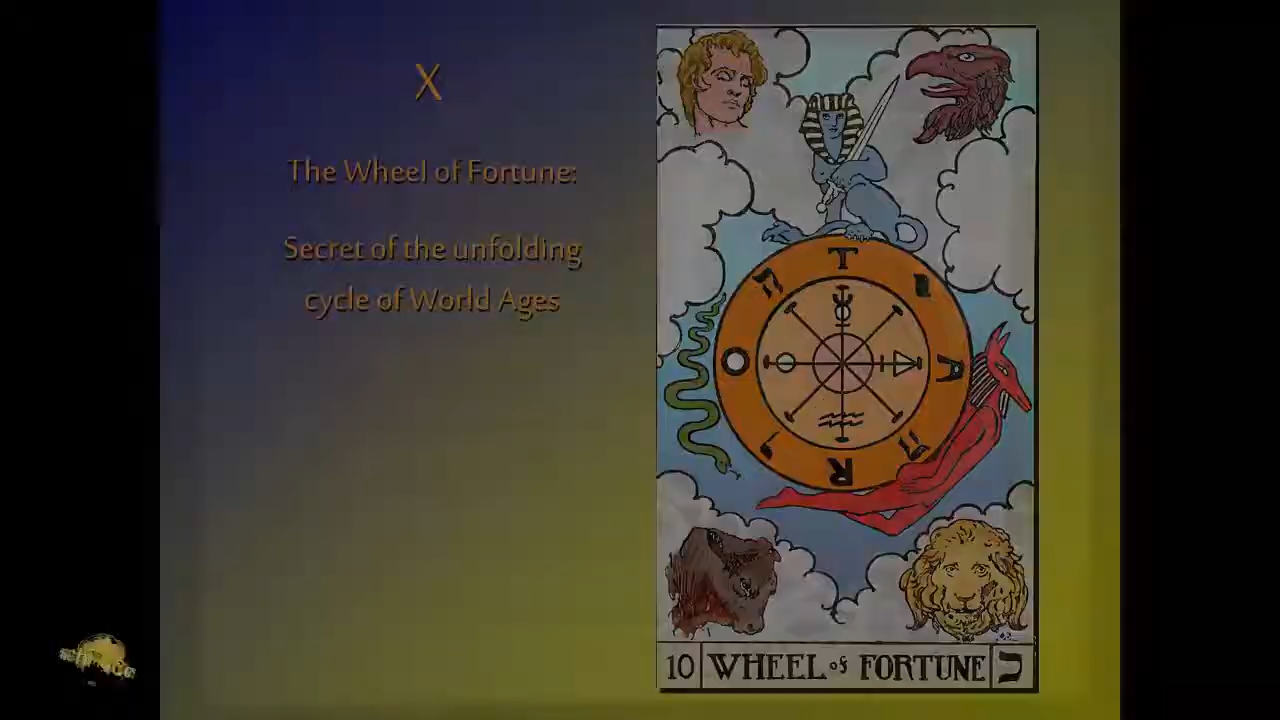 X
The Wheel of Fortune:
Secret of the unfolding
cycle of World Ages
T
A
R
O
י
ה
ו
ה
10 WHEEL of FORTUNE כ